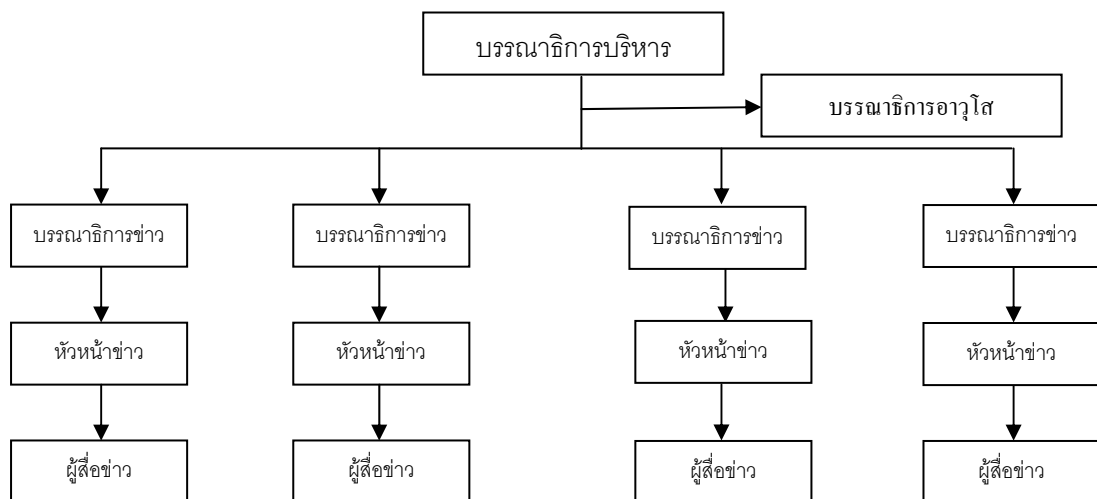 บรรณาธิการบริหาร
บรรณาธิการอาวุโส
บรรณาธิการข่าว บรรณาธิการข่าว บรรณาธิการข่าว บรรณาธิการข่าว
หัวหน้าข่าว หัวหน้าข่าว หัวหน้าข่าว หัวหน้าข่าว
ผู้สื่อข่าว ผู้สื่อข่าว ผู้สื่อข่าว ผู้สื่อข่าว